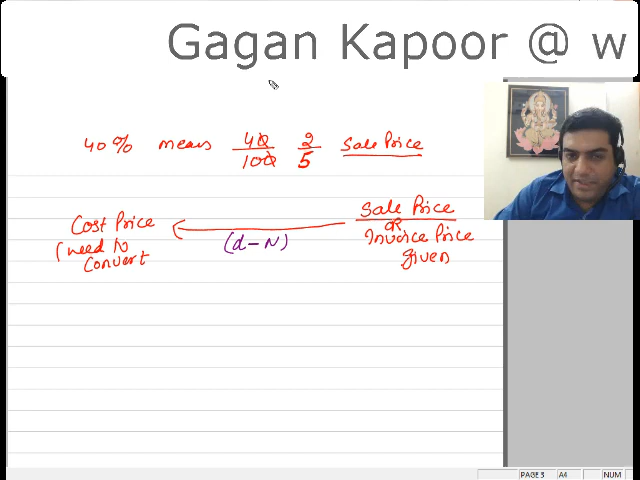 Gagan Kapoor @ w
40% means 40/100 2/5 Sale Price
Cost Price
(need to
convert
(d-N)
Sale Price
or
Invoice Price
given
PAGE 3 A4 NUM